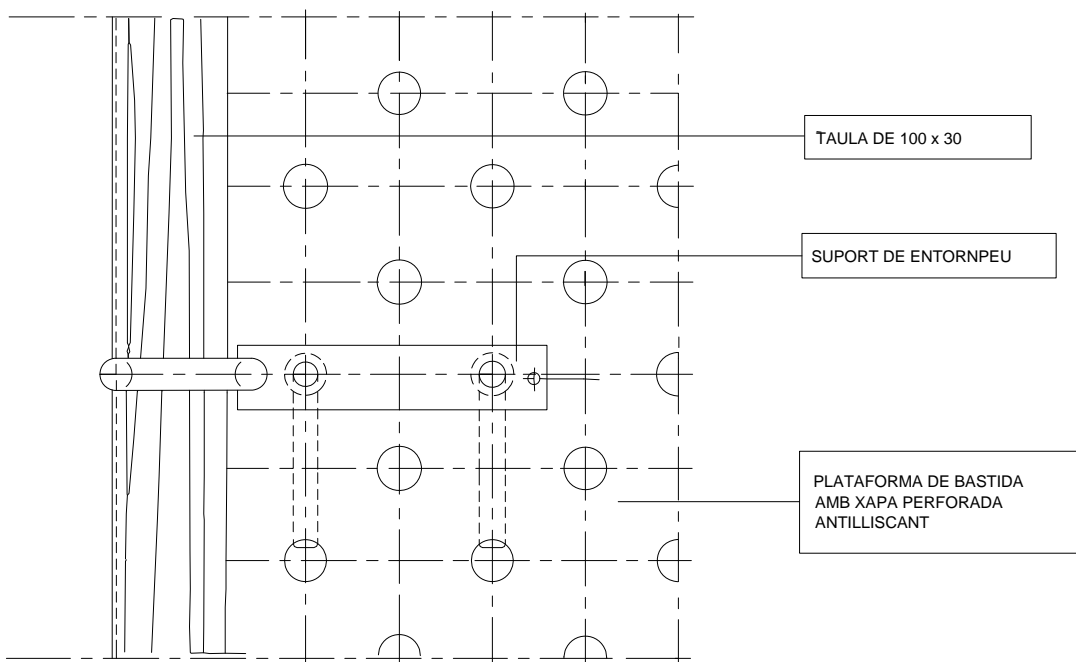 TAULA DE 100 x 30
SUPORT DE ENTORNPEU
PLATAFORMA DE BASTIDA
AMB XAPA PERFORADA
ANTILLISCANT